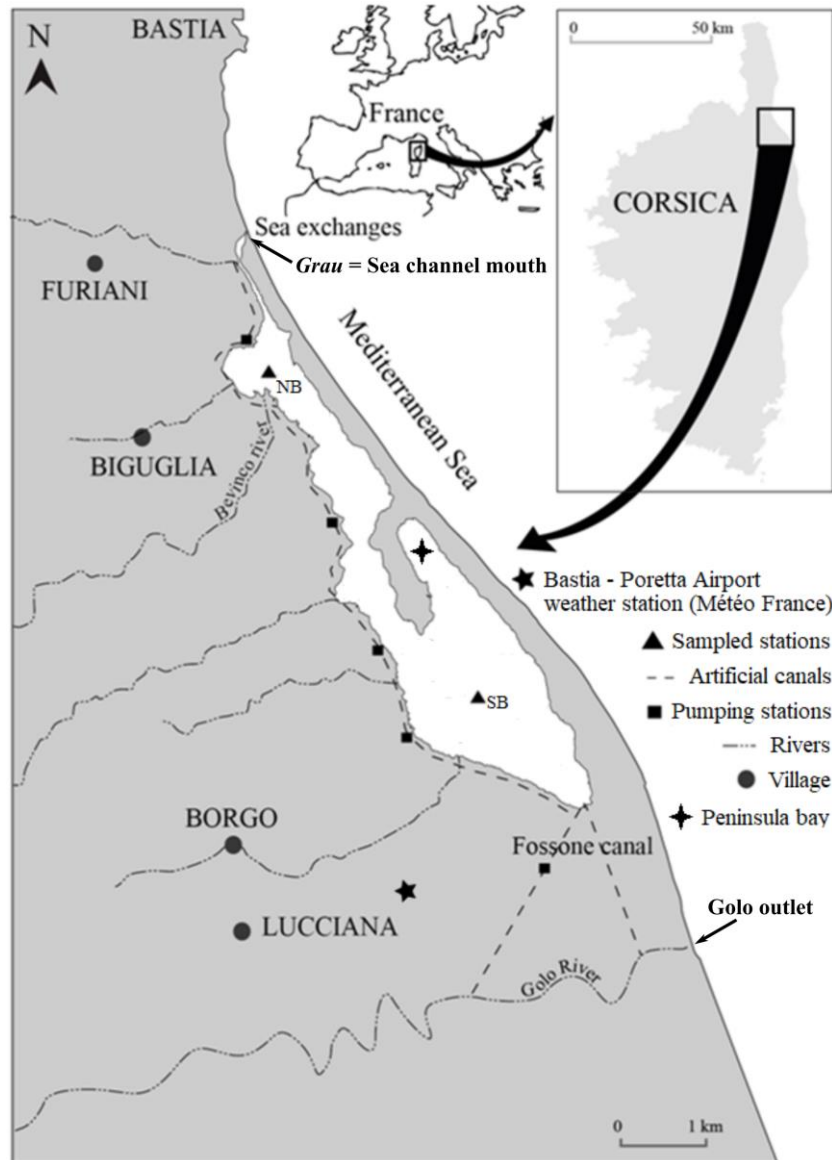 BASTIA
N
France
Sea exchanges
Grau = Sea channel mouth
0 50 km
CORSICA
FURIANI
Mediterranean Sea
NB
BIGUGLIA
Bevinco river
Bastia - Poretta Airport
weather station (Météo France)
Sampled stations
Artificial canals
Pumping stations
Rivers
Village
Peninsula bay
SB
BORGO
Fossone canal
LUCCIANA
Golo outlet
Golo River
0 1 km